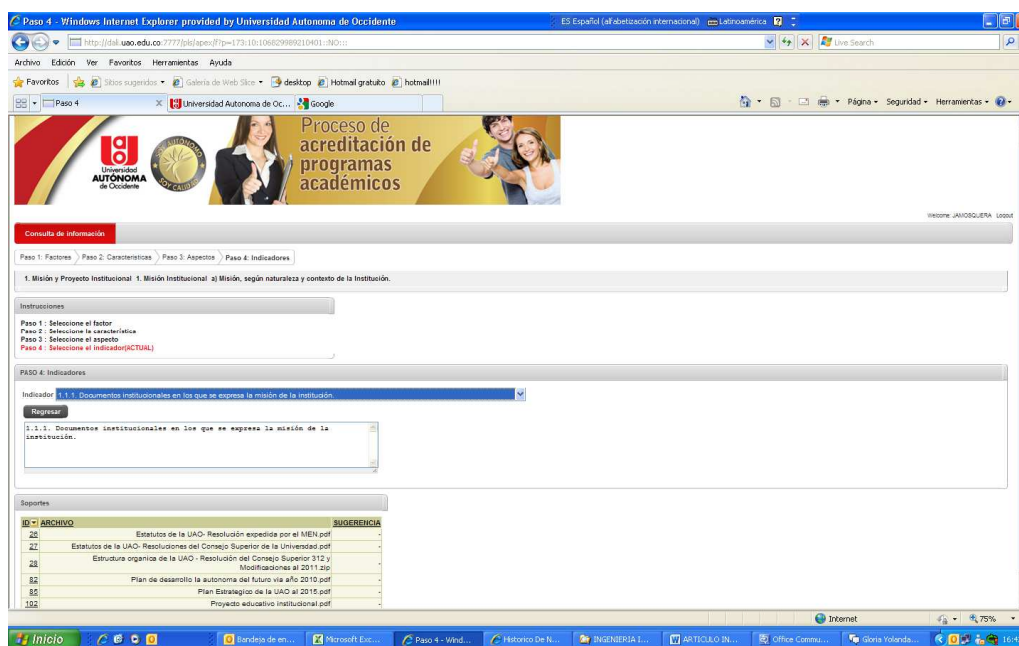 Paso 4 - Windows Internet Explorer provided by Universidad Autonoma de Occidente
ES Español (alfabetización internacional) Latinoamérica
http://dali.uao.edu.co:7777/pls/apex/f?p=173:10:106829989210401::NO:::
Live Search
Archivo Edición Ver Favoritos Herramientas Ayuda
Favoritos Sitios sugeridos Galería de Web Slice desktop Hotmail gratuito hotmail!!!!
Paso 4 Universidad Autonoma de Oc... Google
Página Seguridad Herramientas
Universidad
AUTÓNOMA
de Occidente
Proceso de
acreditación de
programas
académicos
Welcome: JAMOSQUERA Logout
Consulta de información
Paso 1: Factores Paso 2: Caracteristicas Paso 3: Aspectos Paso 4: Indicadores
1. Misión y Proyecto Institucional 1. Misión Institucional a) Misión, según naturaleza y contexto de la Institución.
Instrucciones
Paso 1 : Seleccione el factor
Paso 2 : Seleccione la característica
Paso 3 : Seleccione el aspecto
Paso 4 : Seleccione el indicador(ACTUAL)
PASO 4: Indicadores
Indicador 1.1.1. Documentos institucionales en los que se expresa la misión de la institución.
Regresar
1.1.1. Documentos institucionales en los que se expresa la misión de la
institución.
Soportes
ID ARCHIVO SUGERENCIA
26 Estatutos de la UAO- Resolución expedida por el MEN.pdf -
27 Estatutos de la UAO- Resoluciones del Consejo Superior de la Universdad.pdf -
28 Estructura organica de la UAO - Resolución del Consejo Superior 312 y
Modificaciones al 2011.zip -
82 Plan de desarrollo la autonoma del futuro via año 2010.pdf -
85 Plan Estrategico de la UAO al 2015.pdf -
102 Proyecto educativo institucional.pdf -
Internet 75%
Inicio Bandeja de en... Microsoft Exc... Paso 4 - Wind... Historico De N... INGENIERIA I... ARTICULO IN... Office Commu... Gloria Yolanda...